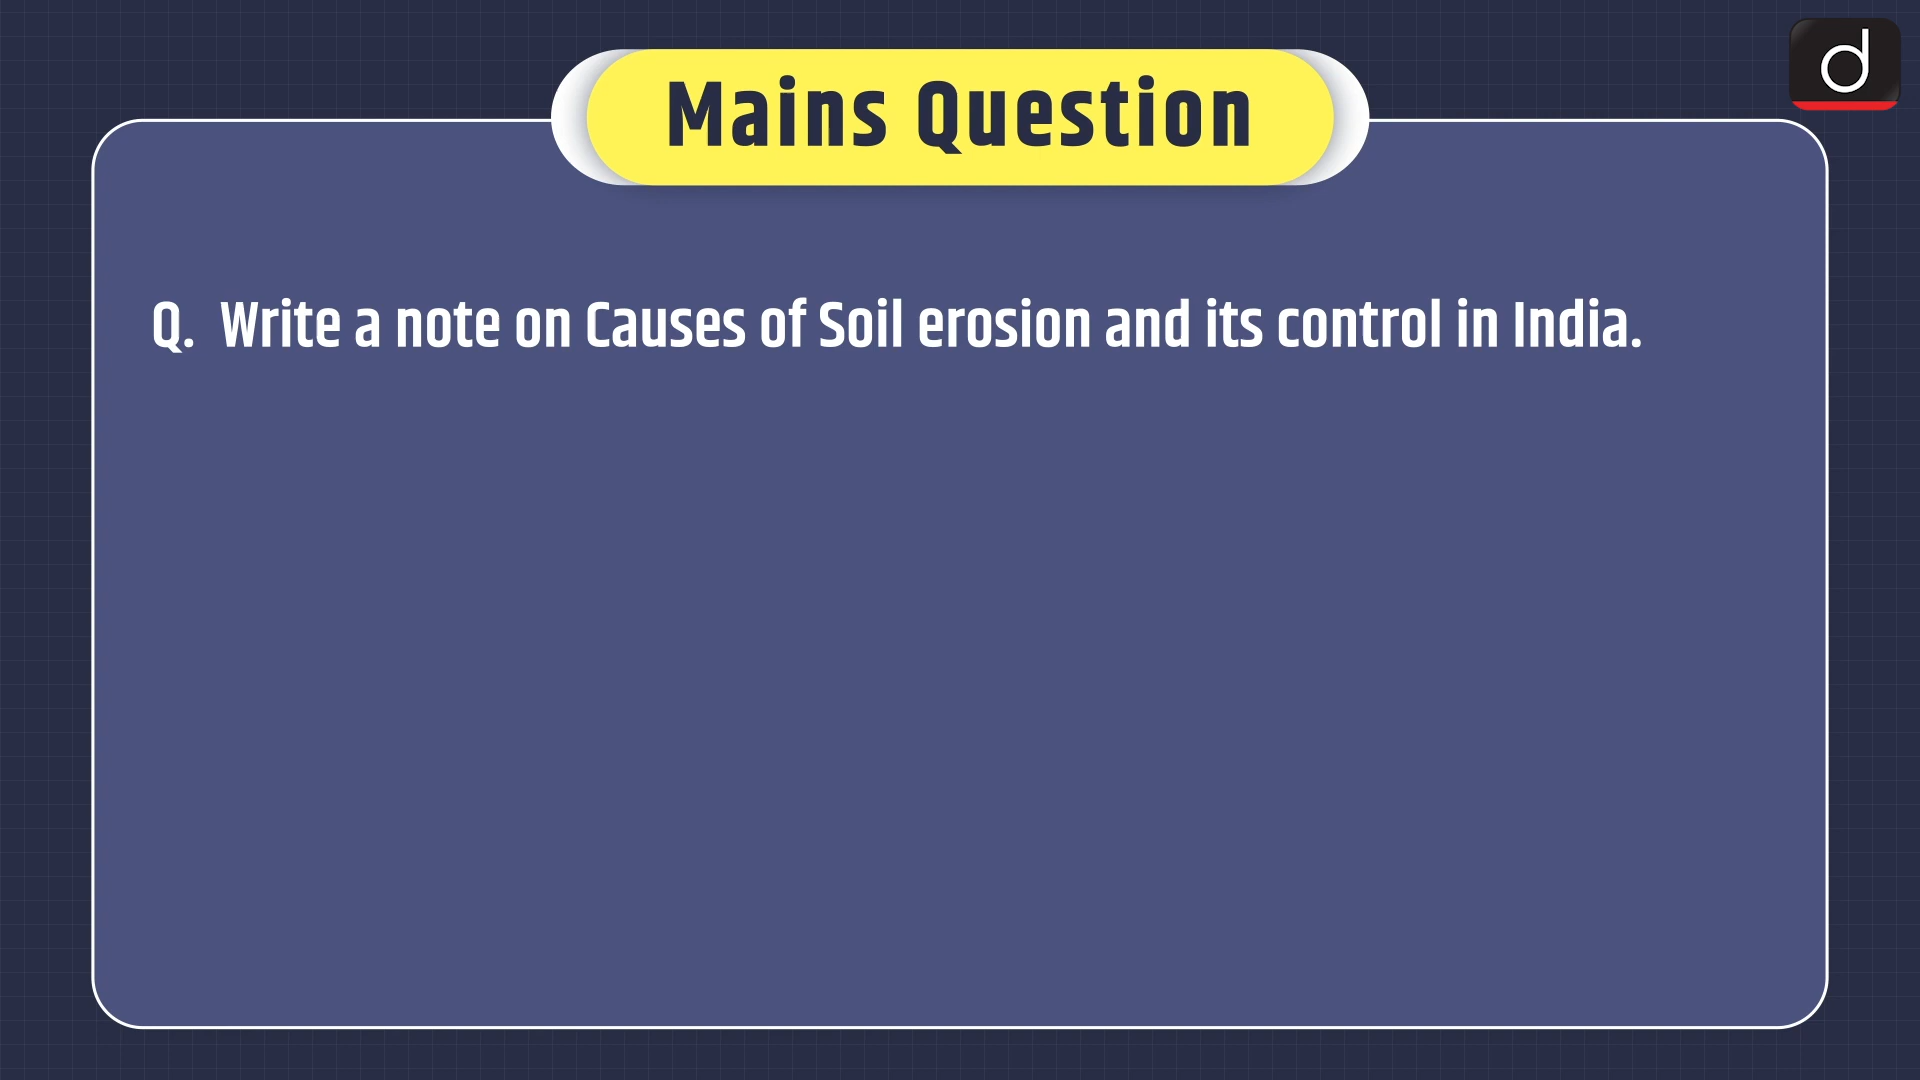 Mains Question
Q. Write a note on Causes of Soil erosion and its control in India.
d